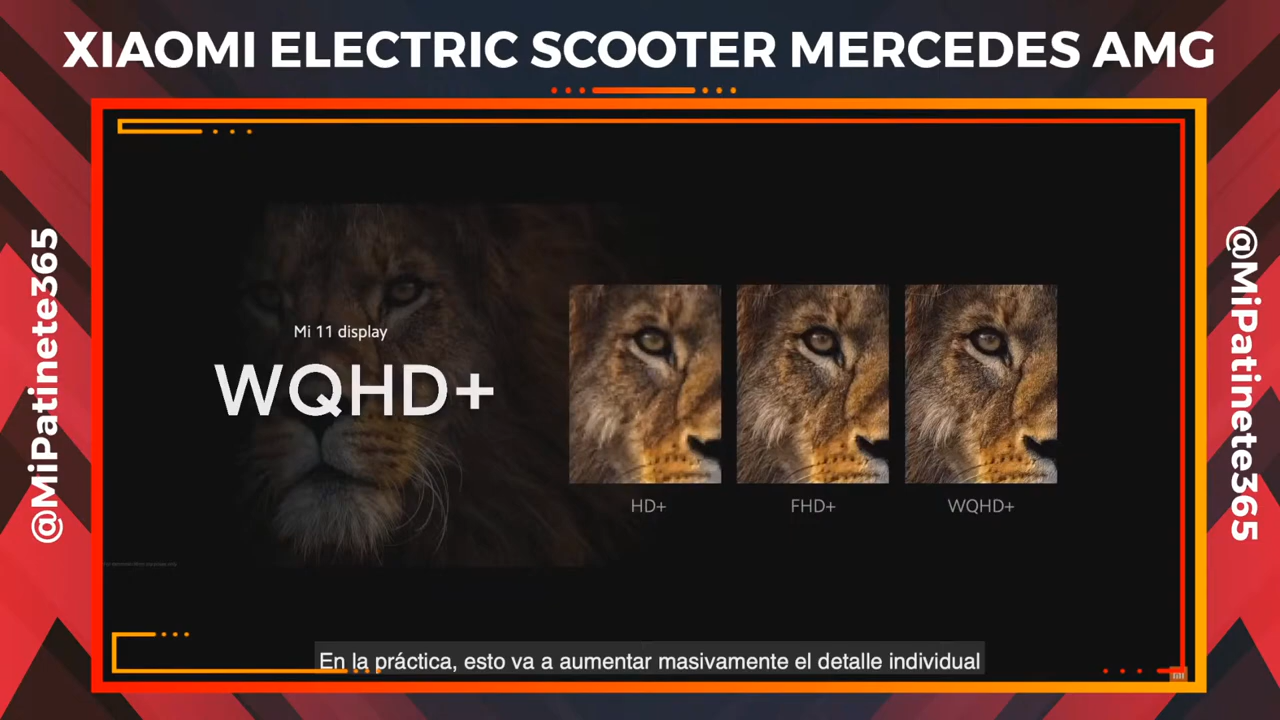 XIAOMI ELECTRIC SCOOTER MERCEDES AMG
@MiPatinete365
@MiPatinete365
Mi 11 display
WQHD+
HD+
FHD+
WQHD+
En la práctica, esto va a aumentar masivamente el detalle individual